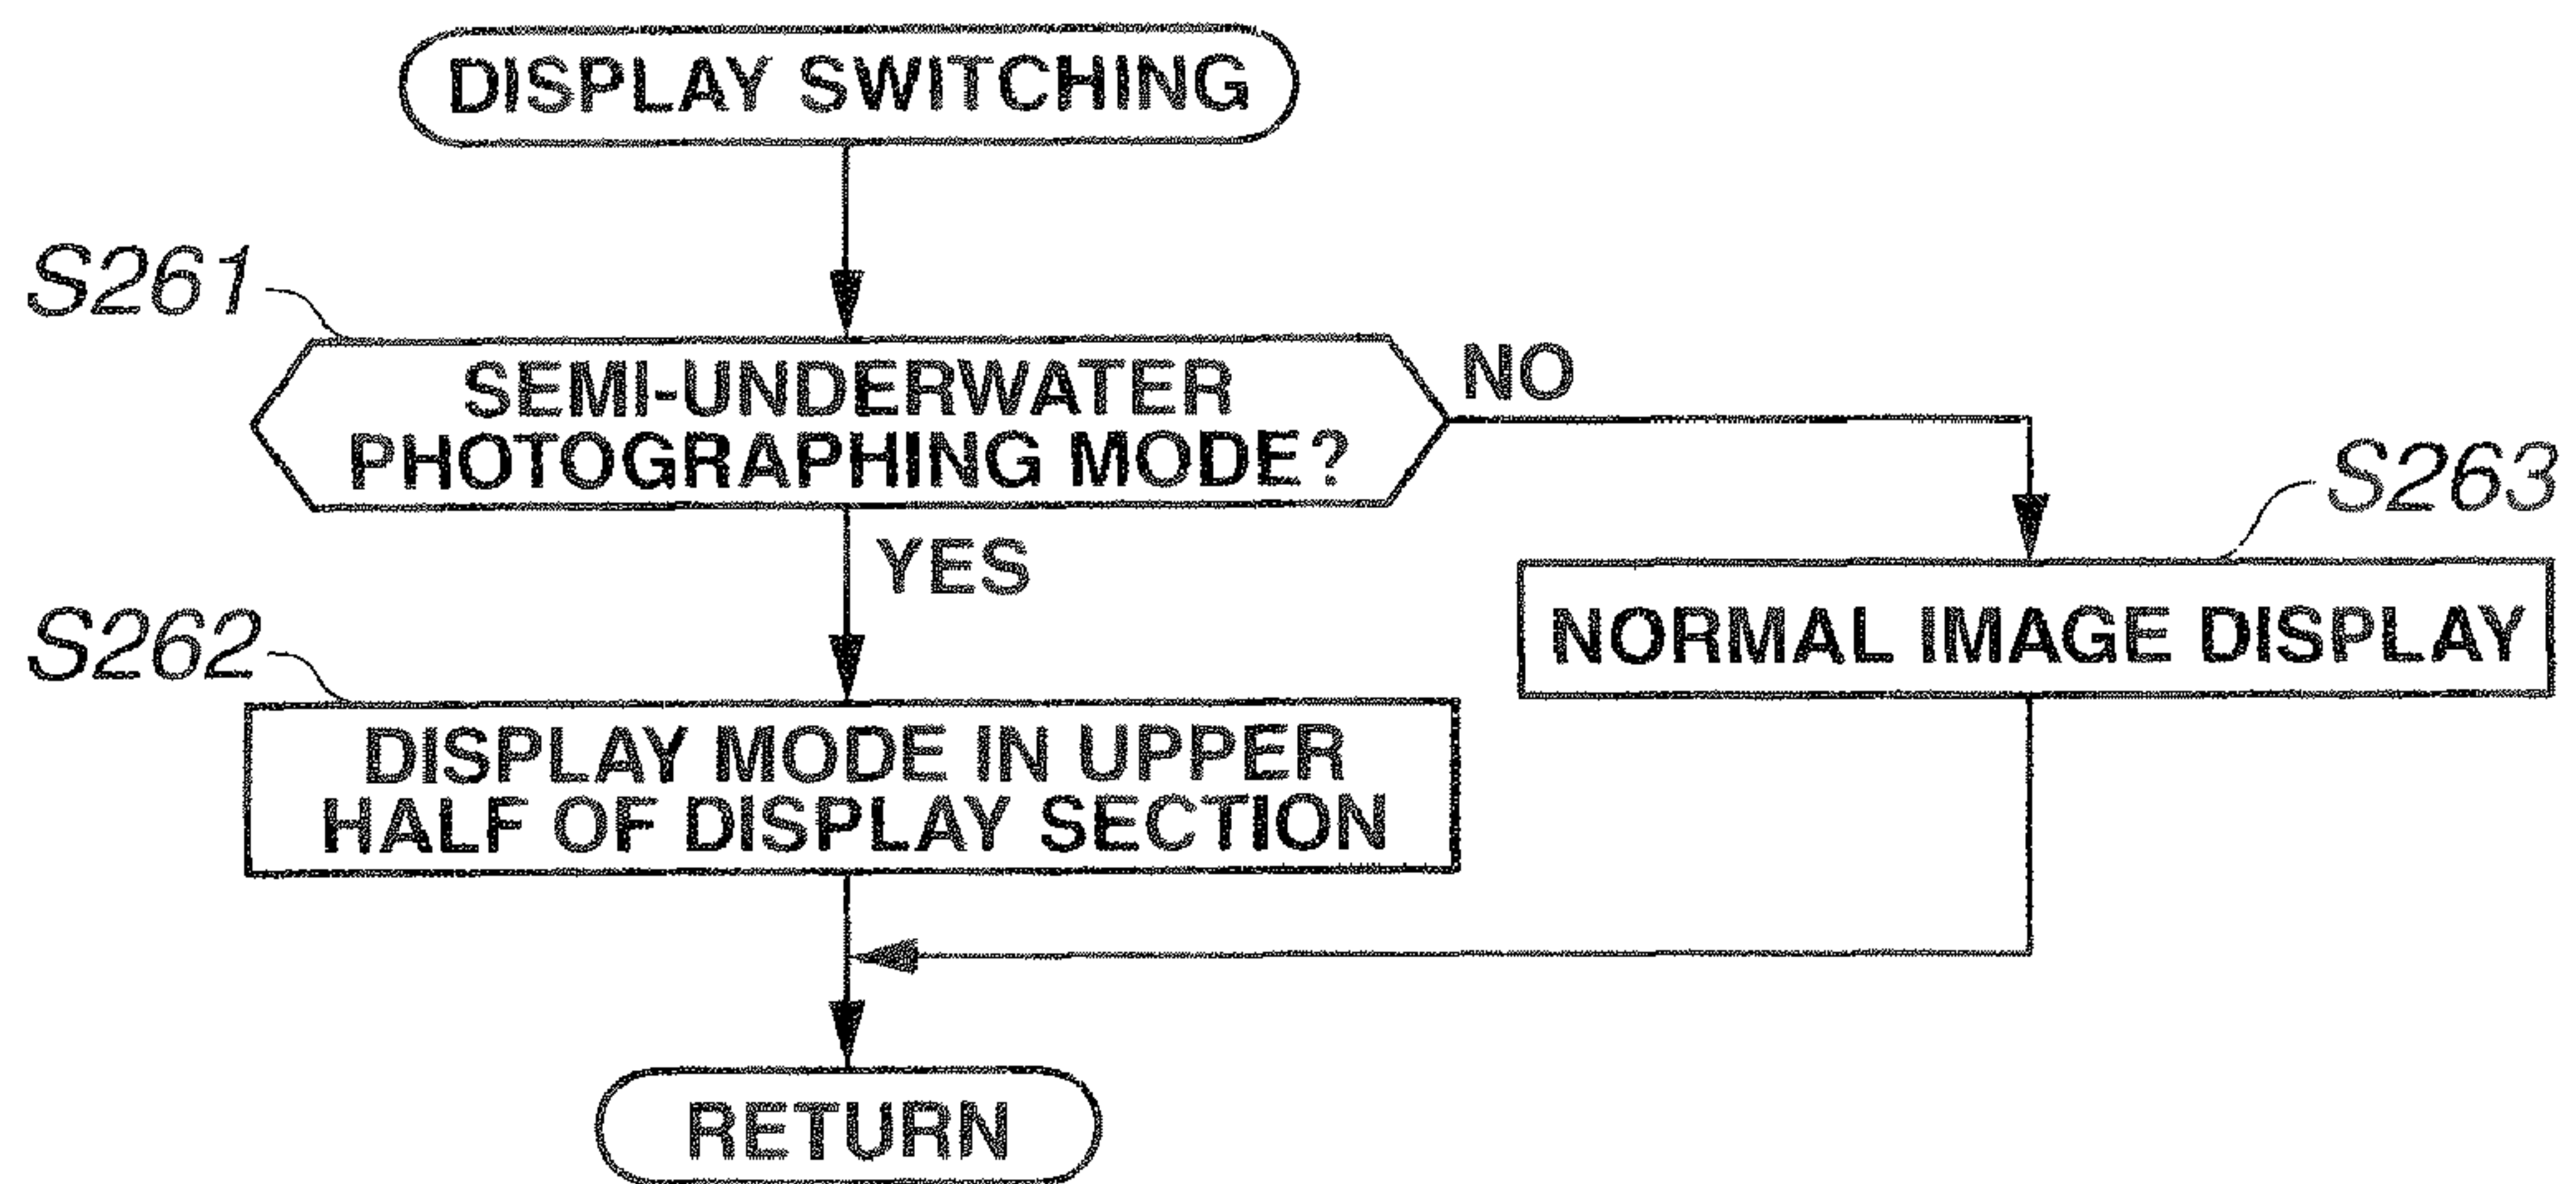 DISPLAY SWITCHING
S261
SEMI-UNDERWATER
PHOTOGRAPHING MODE?
NO
YES
S263
NORMAL IMAGE DISPLAY
S262
DISPLAY MODE IN UPPER
HALF OF DISPLAY SECTION
RETURN